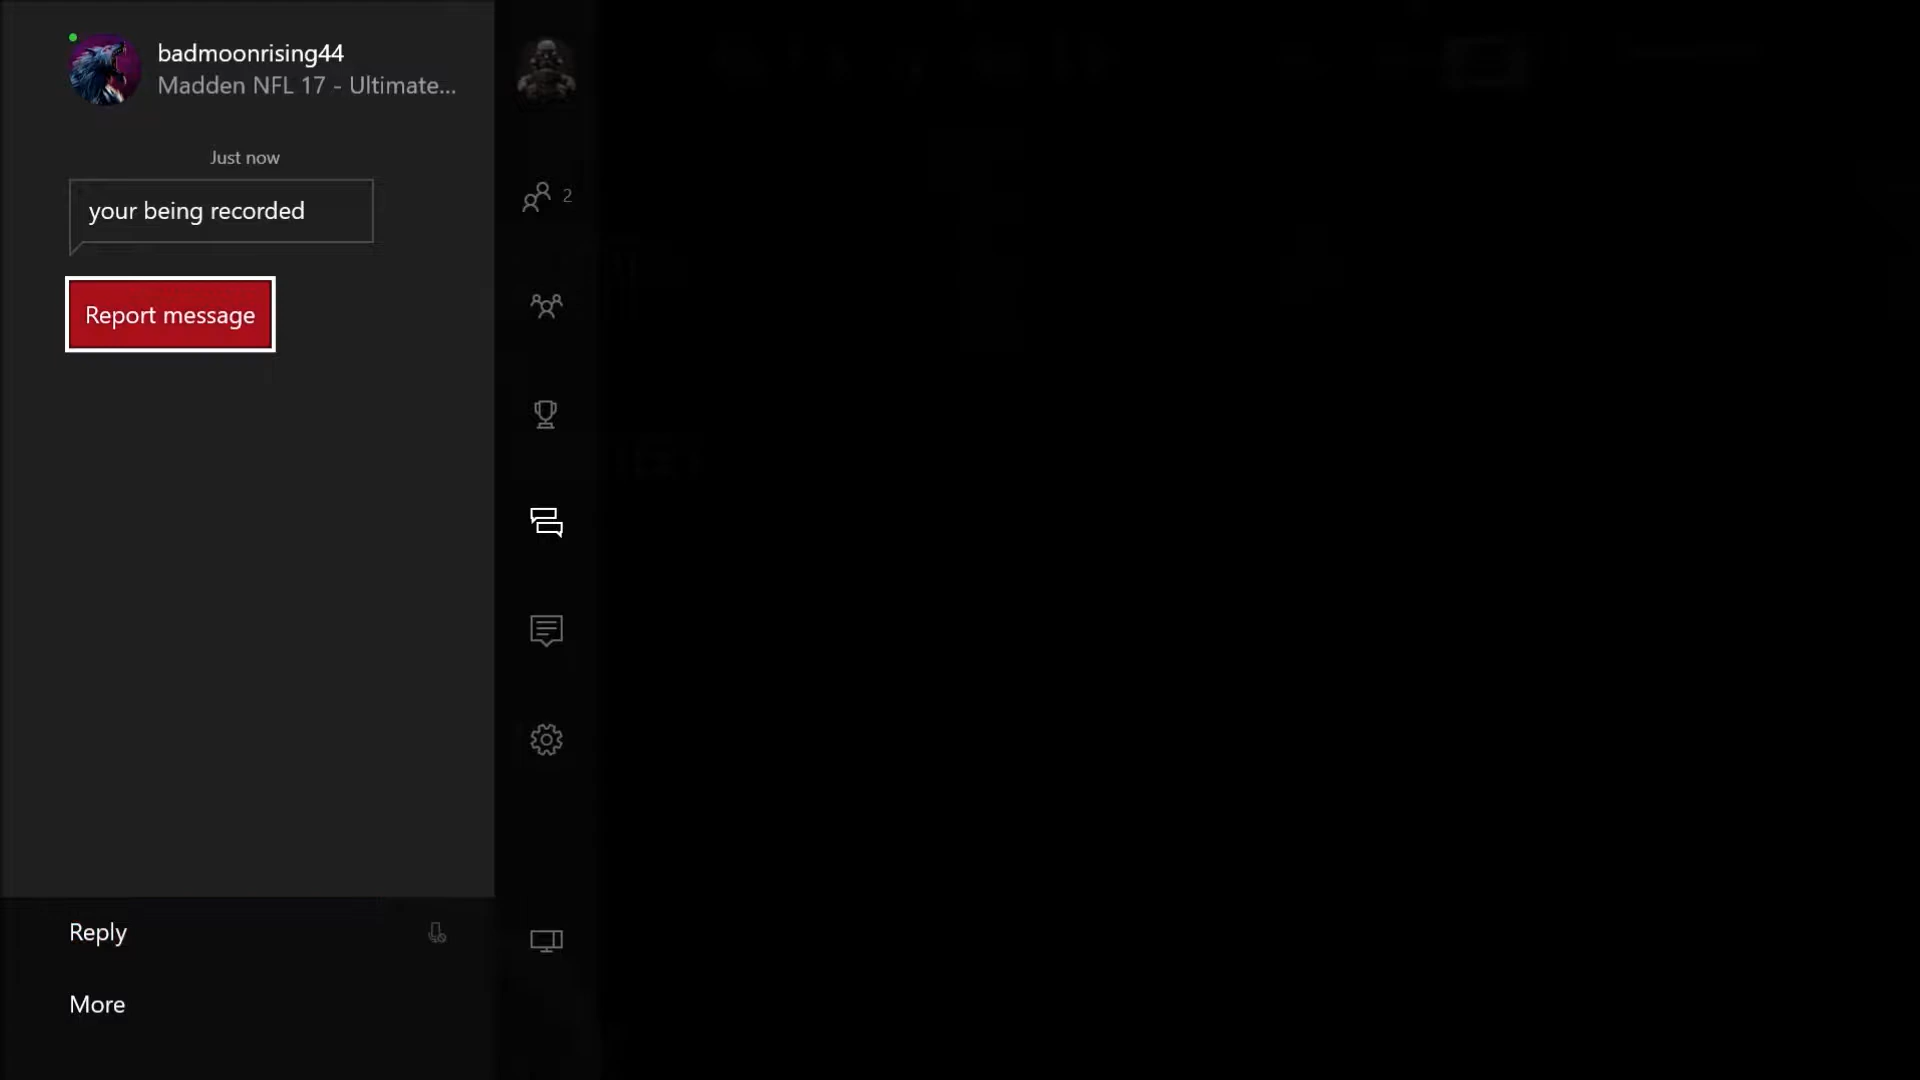 badmoonrising44
Madden NFL 17 - Ultimate...
Just now
your being recorded
Report message
2
Reply
More